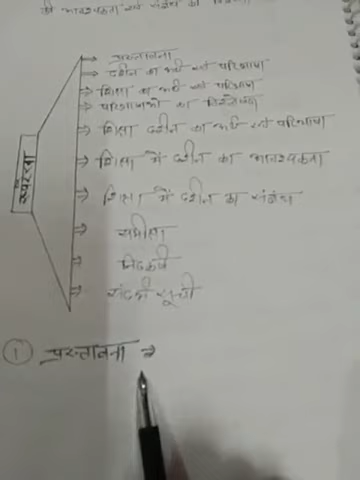 की आवश्यकता एवं संबंध का
प्रस्तावना
दर्शन का अर्थ एवं परिभाषा
शिक्षा का अर्थ एवं परिभाषा
परिभाषाओं का विश्लेषण
शिक्षा दर्शन का अर्थ एवं परिभाषा
शिक्षा में दर्शन का आवश्यकता
शिक्षा में दर्शन का संबंध
समीक्षा
निष्कर्ष
संदर्भ सूची
रूपरेखा
1 प्रस्तावना ⇒